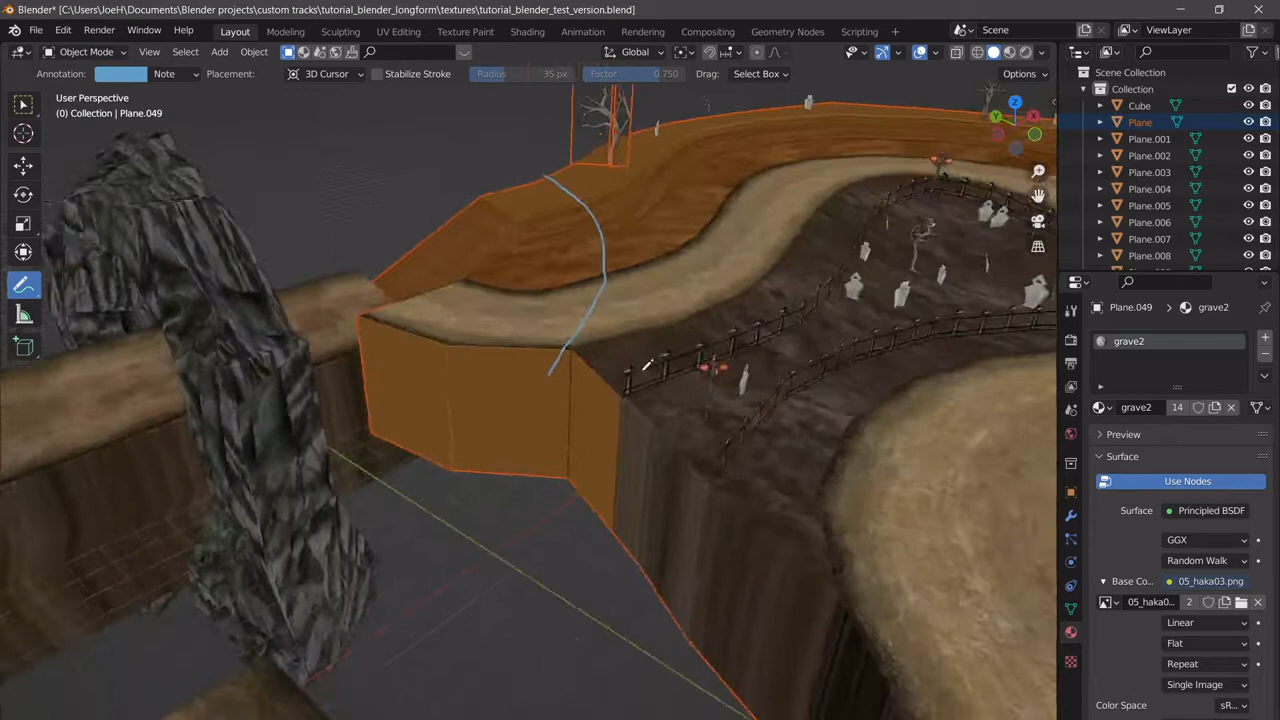 Blender* [C:\Users\JoeH\Documents\Blender projects\custom tracks\tutorial_blender_longform\textures\tutorial_blender_test_version.blend]
File Edit Render Window Help Layout Modeling Sculpting UV Editing Texture Paint Shading Animation Rendering Compositing Geometry Nodes Scripting + Scene ViewLayer
Object Mode View Select Add Object Global
Annotation: Note Placement: 3D Cursor Stabilize Stroke Radius 35 px Factor 0.750 Drag: Select Box Options
User Perspective
(0) Collection | Plane.049
Z
Y
Scene Collection
Collection
Cube
Plane
Plane.001
Plane.002
Plane.003
Plane.004
Plane.005
Plane.006
Plane.007
Plane.008
Plane.049 grave2
grave2
grave2 14
Preview
Surface
Use Nodes
Surface: Principled BSDF
GGX
Random Walk
Base Co... 05_haka03.png
05_haka0... 2
Linear
Flat
Repeat
Single Image
Color Space sR...